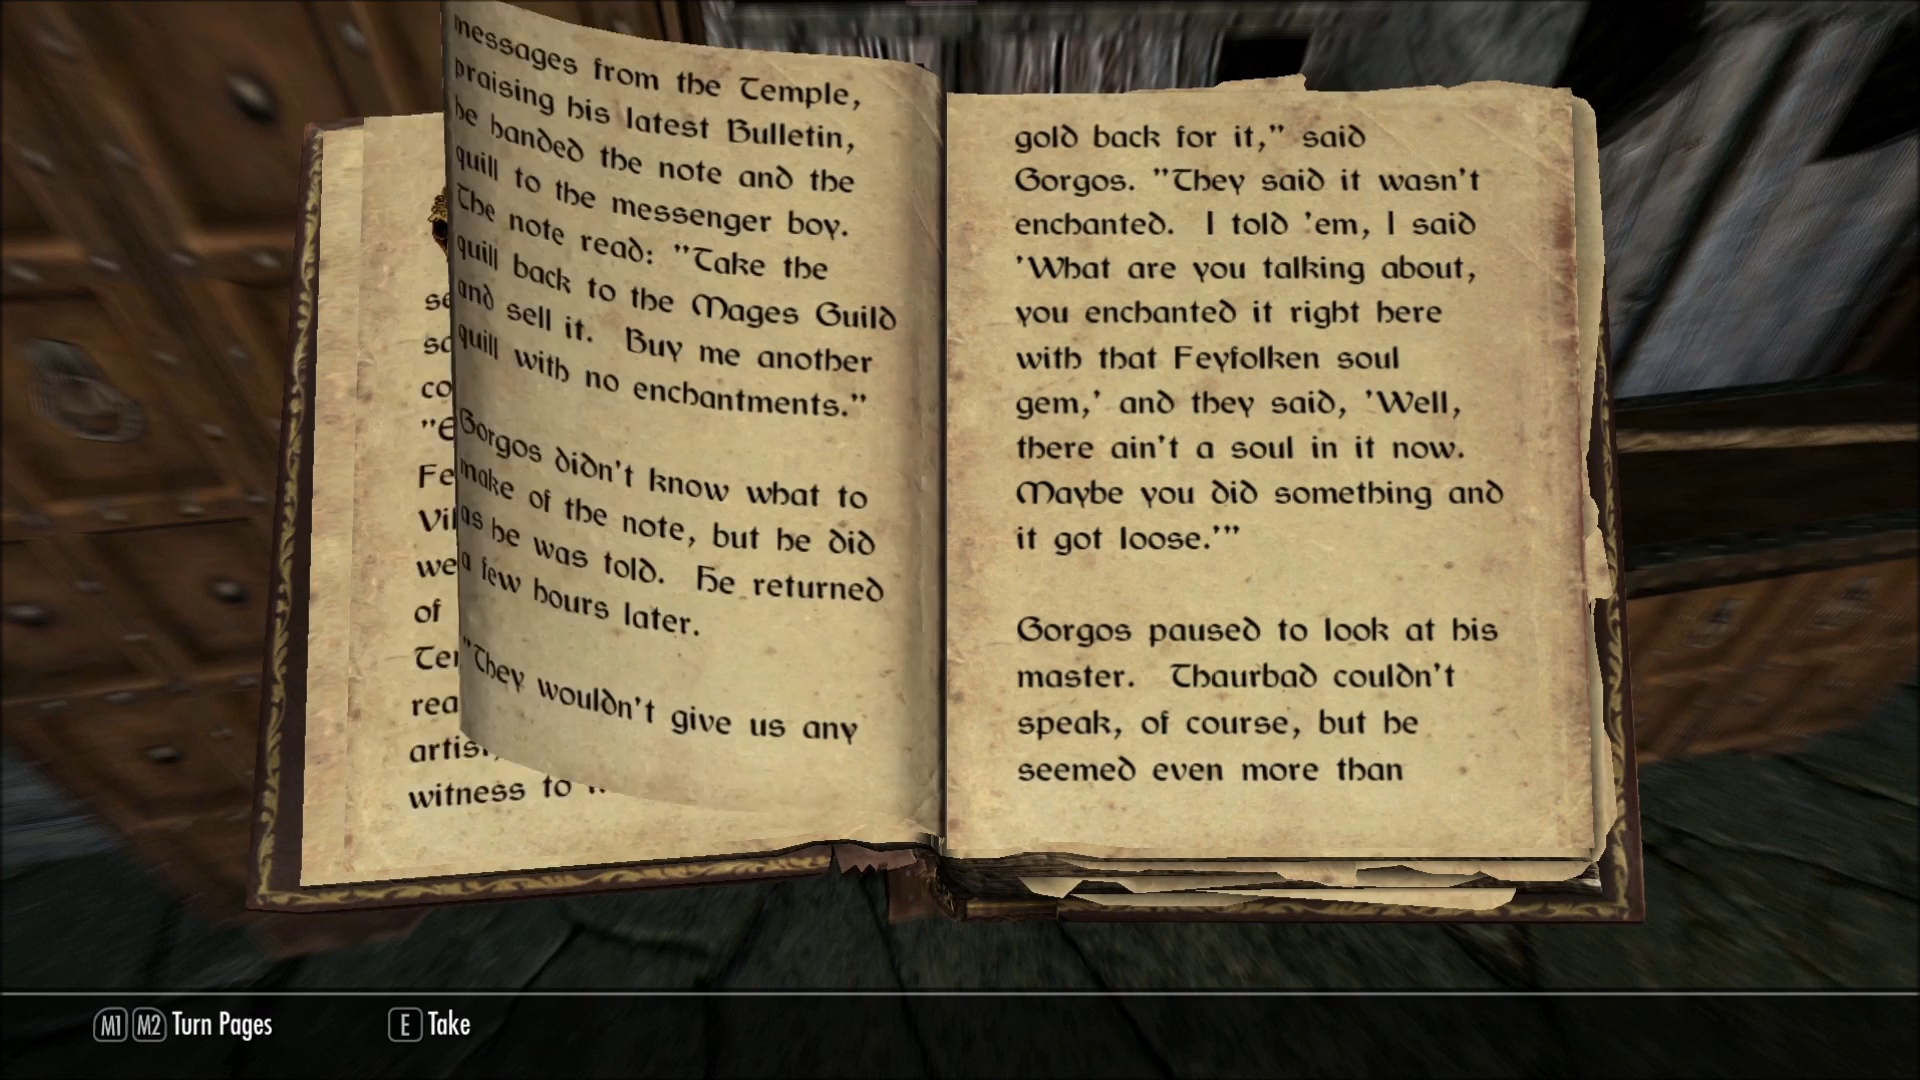 messages from the Temple,
praising his latest Bulletin,
he handed the note and the
quill to the messenger boy.
The note read: "Take the
quill back to the Mages Guild
and sell it.  Buy me another
quill with no enchantments."
Gorgos didn't know what to
make of the note, but he did
as he was told.  He returned
a few hours later.
"They wouldn't give us any
of
witness to
gold back for it," said
Gorgos. "They said it wasn't
enchanted.  I told 'em, I said
'What are you talking about,
you enchanted it right here
with that Feyfolken soul
gem,' and they said, 'Well,
there ain't a soul in it now.
Maybe you did something and
it got loose.'"
Gorgos paused to look at his
master.  Thaurbad couldn't
speak, of course, but he
seemed even more than
M1 M2 Turn Pages
E Take